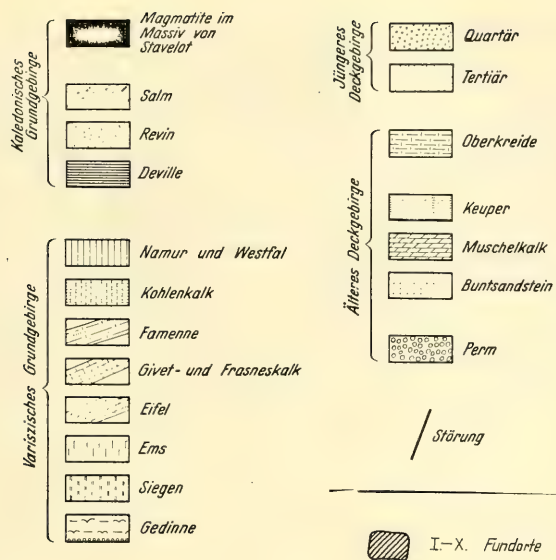 Kaledonisches
Grundgebirge
Magmatite im
Massiv von
Stavelot
Salm
Revin
Deville
Variszisches Grundgebirge
Namur und Westfal
Kohlenkalk
Famenne
Givet- und Frasneskalk
Eifel
Ems
Siegen
Gedinne
Jüngeres
Deckgebirge
Quartär
Tertiär
Älteres Deckgebirge
Oberkreide
Keuper
Muschelkalk
Buntsandstein
Perm
Störung
I.-X. Fundorte